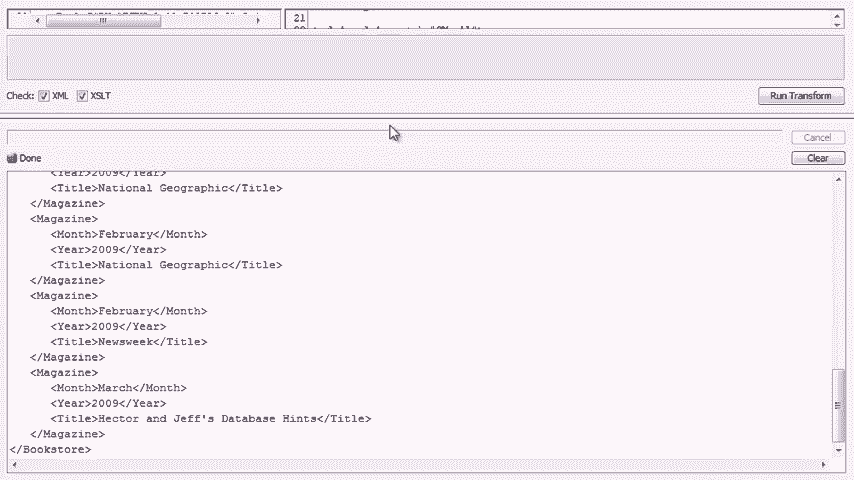 21
Check: XML XSLT
Run Transform
Cancel
Done
Clear
<Year>2009</Year>
<Title>National Geographic</Title>
</Magazine>
<Magazine>
<Month>February</Month>
<Year>2009</Year>
<Title>National Geographic</Title>
</Magazine>
<Magazine>
<Month>February</Month>
<Year>2009</Year>
<Title>Newsweek</Title>
</Magazine>
<Magazine>
<Month>March</Month>
<Year>2009</Year>
<Title>Hector and Jeff's Database Hints</Title>
</Magazine>
</Bookstore>